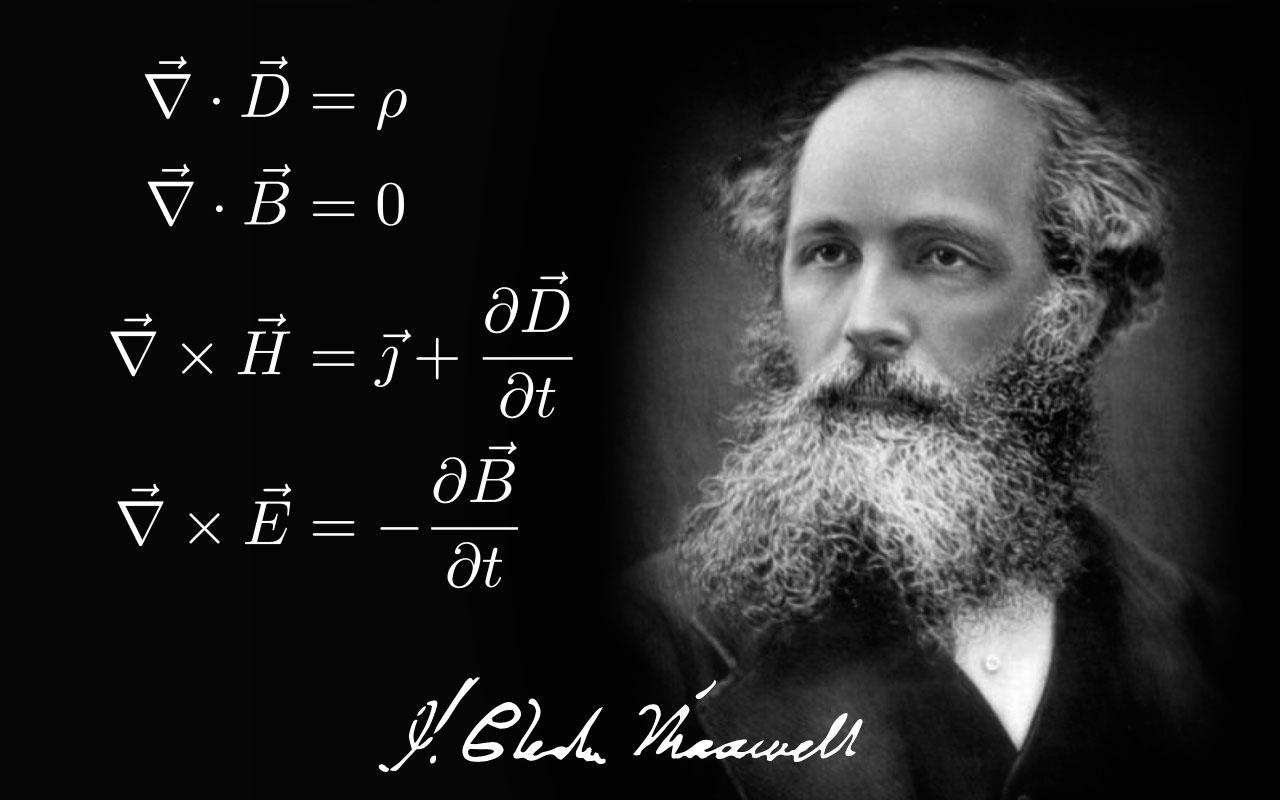 ∇⃗ · D⃗ = ρ
∇⃗ · B⃗ = 0
∇⃗ × H⃗ = ȷ⃗ + ∂D⃗/∂t
∇⃗ × E⃗ = −∂B⃗/∂t
J. Clerk Maxwell